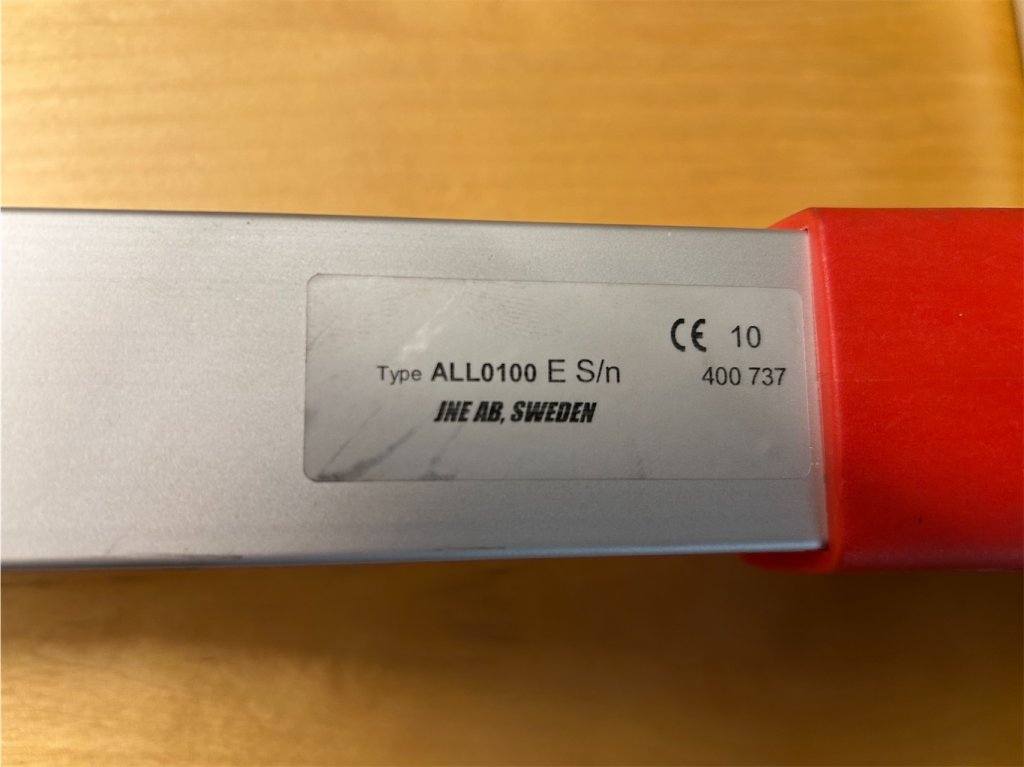 CE 10
Type ALL0100 E S/n 400 737
JNE AB, SWEDEN